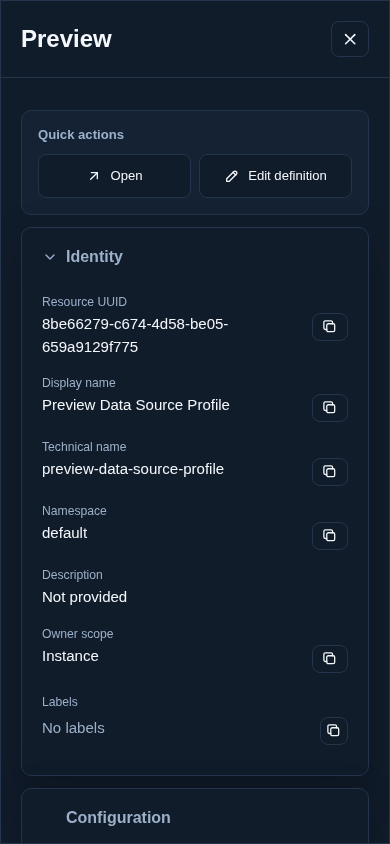 Preview
Quick actions
Open
Edit definition
Identity
Resource UUID
8be66279-c674-4d58-be05-
659a9129f775
Display name
Preview Data Source Profile
Technical name
preview-data-source-profile
Namespace
default
Description
Not provided
Owner scope
Instance
Labels
No labels
Configuration